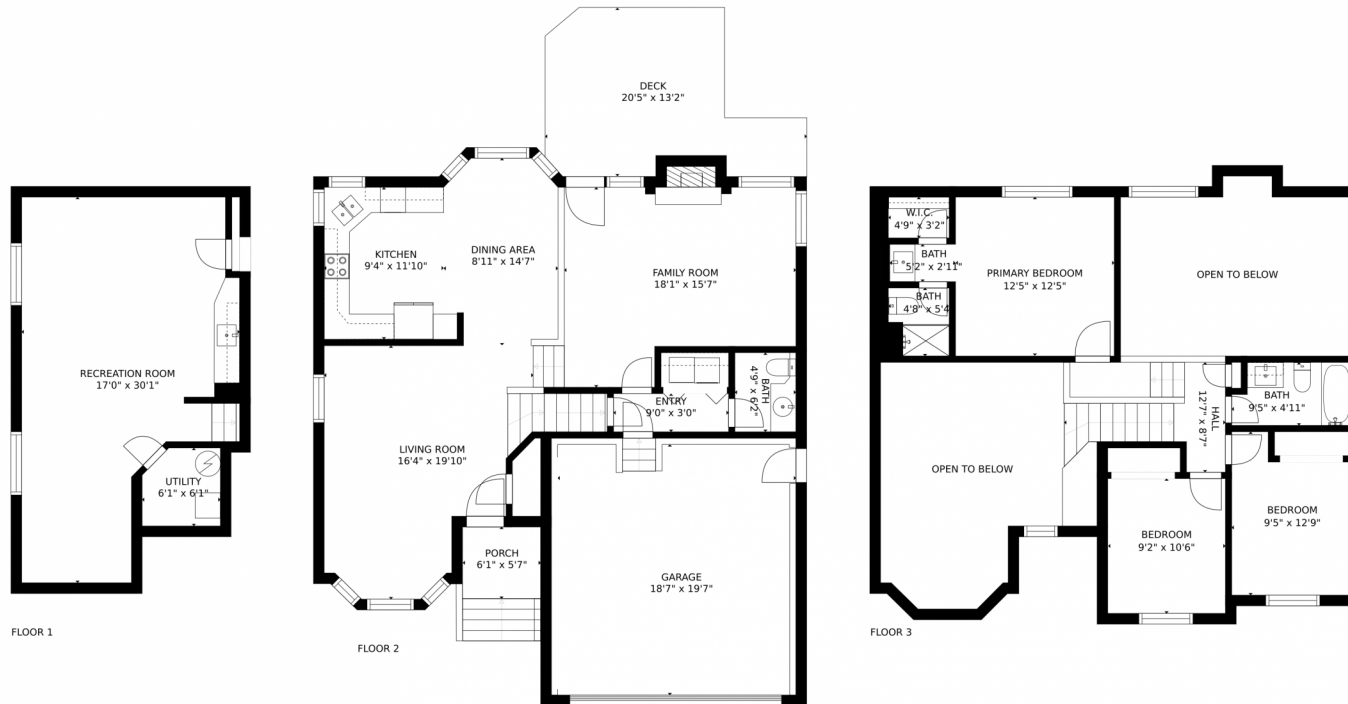 RECREATION ROOM
17'0" x 30'1"
UTILITY
6'1" x 6'1"
FLOOR 1
DECK
20'5" x 13'2"
KITCHEN
9'4" x 11'10"
DINING AREA
8'11" x 14'7"
FAMILY ROOM
18'1" x 15'7"
ENTRY
9'0" x 3'0"
BATH
4'9" x 6'2"
LIVING ROOM
16'4" x 19'10"
PORCH
6'1" x 5'7"
GARAGE
18'7" x 19'7"
FLOOR 2
W.I.C.
4'9" x 3'2"
BATH
5'2" x 2'11"
BATH
4'8" x 5'4
PRIMARY BEDROOM
12'5" x 12'5"
OPEN TO BELOW
HALL
12'7" x 8'7"
BATH
9'5" x 4'11"
OPEN TO BELOW
BEDROOM
9'2" x 10'6"
BEDROOM
9'5" x 12'9"
FLOOR 3